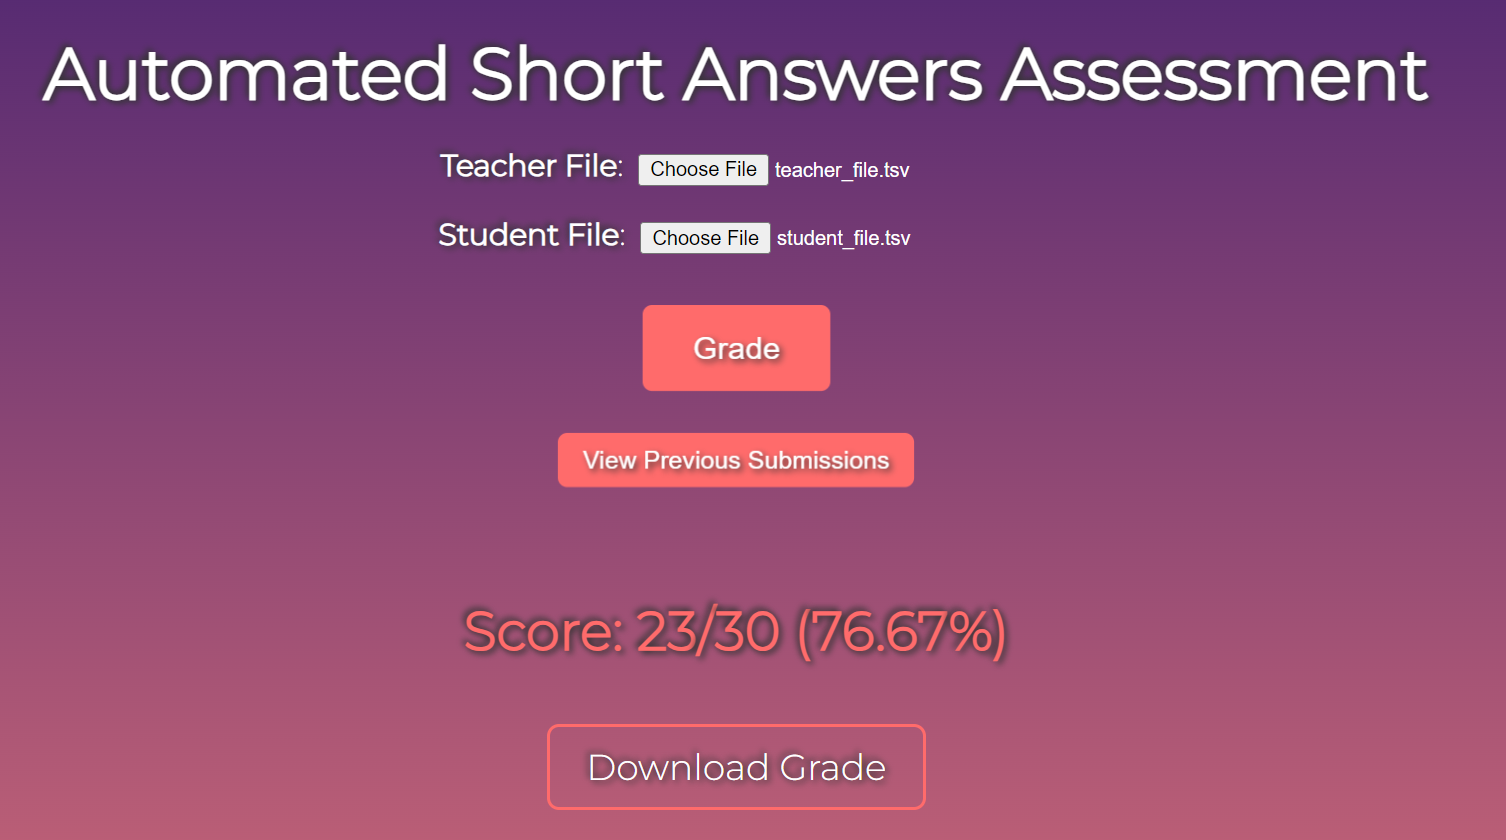 Automated Short Answers Assessment
Teacher File: Choose File teacher_file.tsv
Student File: Choose File student_file.tsv
Grade
View Previous Submissions
Score: 23/30 (76.67%)
Download Grade